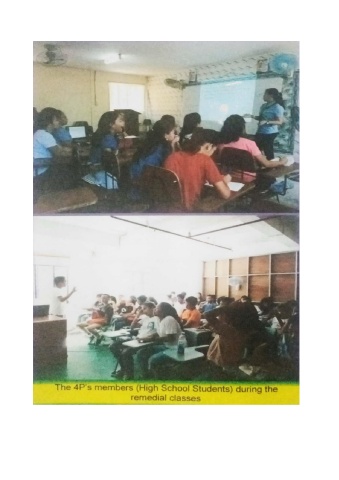 The 4P's members (High School Students) during the
remedial classes